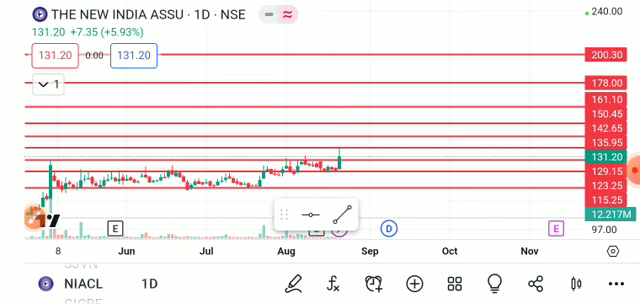 THE NEW INDIA ASSU · 1D · NSE
240.00
131.20 +7.35 (+5.93%)
131.20 0.00 131.20
200.30
1
178.00
161.10
150.45
142.65
135.95
131.20
129.15
123.25
115.25
12.217M
97.00
E
D
E
8 Jun Jul Aug Sep Oct Nov
NIACL 1D